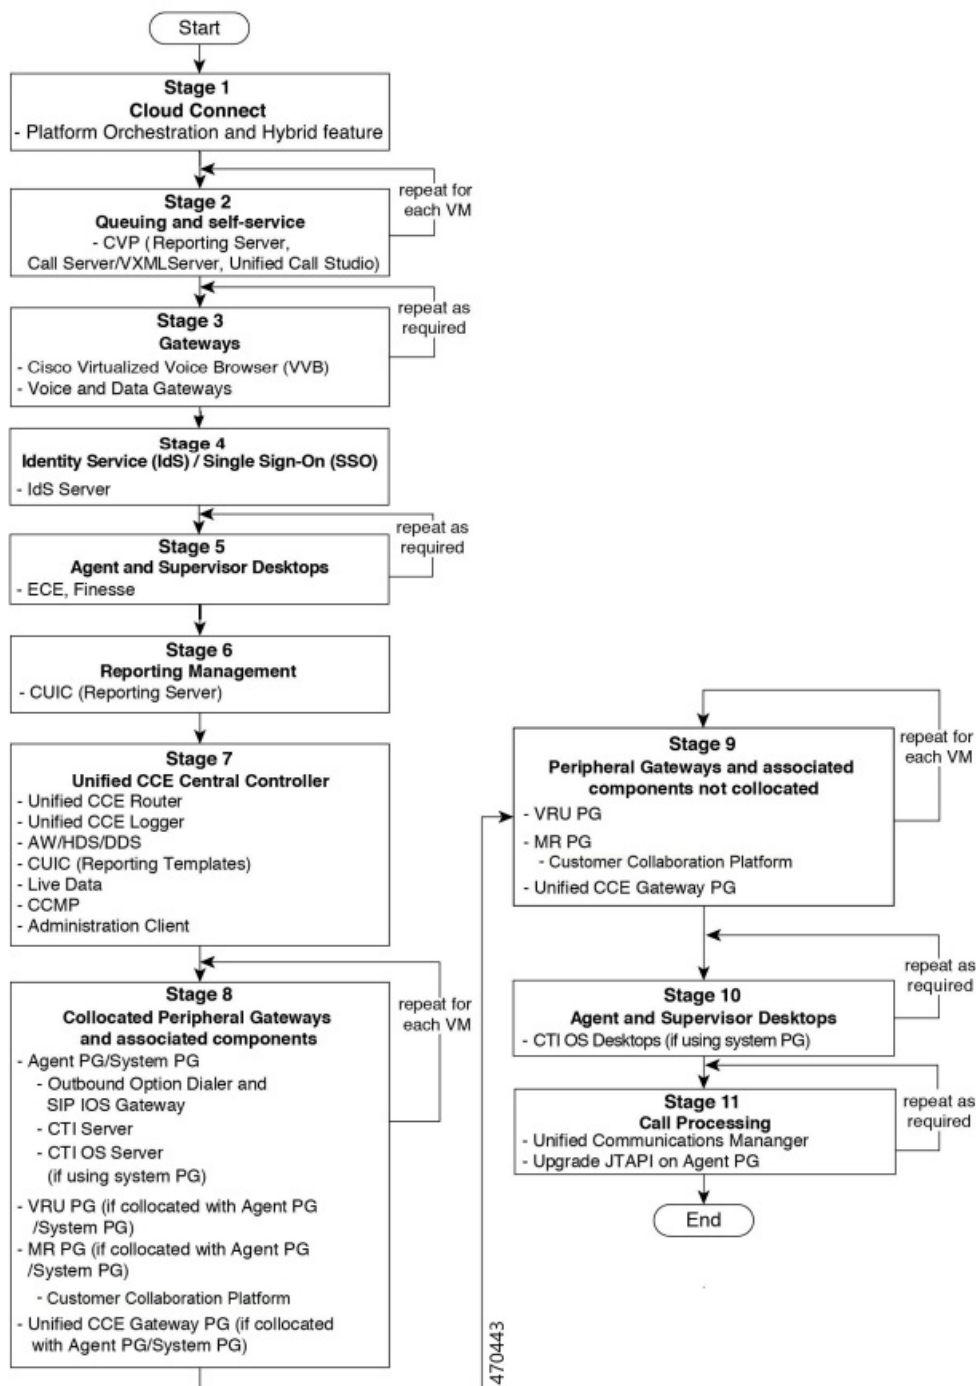 Start
Stage 1
Cloud Connect
- Platform Orchestration and Hybrid feature
repeat for
each VM
Stage 2
Queuing and self-service
- CVP (Reporting Server,
Call Server/VXMLServer, Unified Call Studio)
repeat as
required
Stage 3
Gateways
- Cisco Virtualized Voice Browser (VVB)
- Voice and Data Gateways
Stage 4
Identity Service (IdS) / Single Sign-On (SSO)
- IdS Server
repeat as
required
Stage 5
Agent and Supervisor Desktops
- ECE, Finesse
Stage 6
Reporting Management
- CUIC (Reporting Server)
Stage 7
Unified CCE Central Controller
- Unified CCE Router
- Unified CCE Logger
- AW/HDS/DDS
- CUIC (Reporting Templates)
- Live Data
- CCMP
- Administration Client
repeat for
each VM
Stage 8
Collocated Peripheral Gateways
and associated components
- Agent PG/System PG
- Outbound Option Dialer and
SIP IOS Gateway
- CTI Server
- CTI OS Server
(if using system PG)
- VRU PG (if collocated with Agent PG
/System PG)
- MR PG (if collocated with Agent PG
/System PG)
- Customer Collaboration Platform
- Unified CCE Gateway PG (if collocated
with Agent PG/System PG)
Stage 9
Peripheral Gateways and associated
components not collocated
- VRU PG
- MR PG
- Customer Collaboration Platform
- Unified CCE Gateway PG
repeat for
each VM
repeat as
required
Stage 10
Agent and Supervisor Desktops
- CTI OS Desktops (if using system PG)
repeat as
required
Stage 11
Call Processing
- Unified Communications Mananger
- Upgrade JTAPI on Agent PG
End
470443